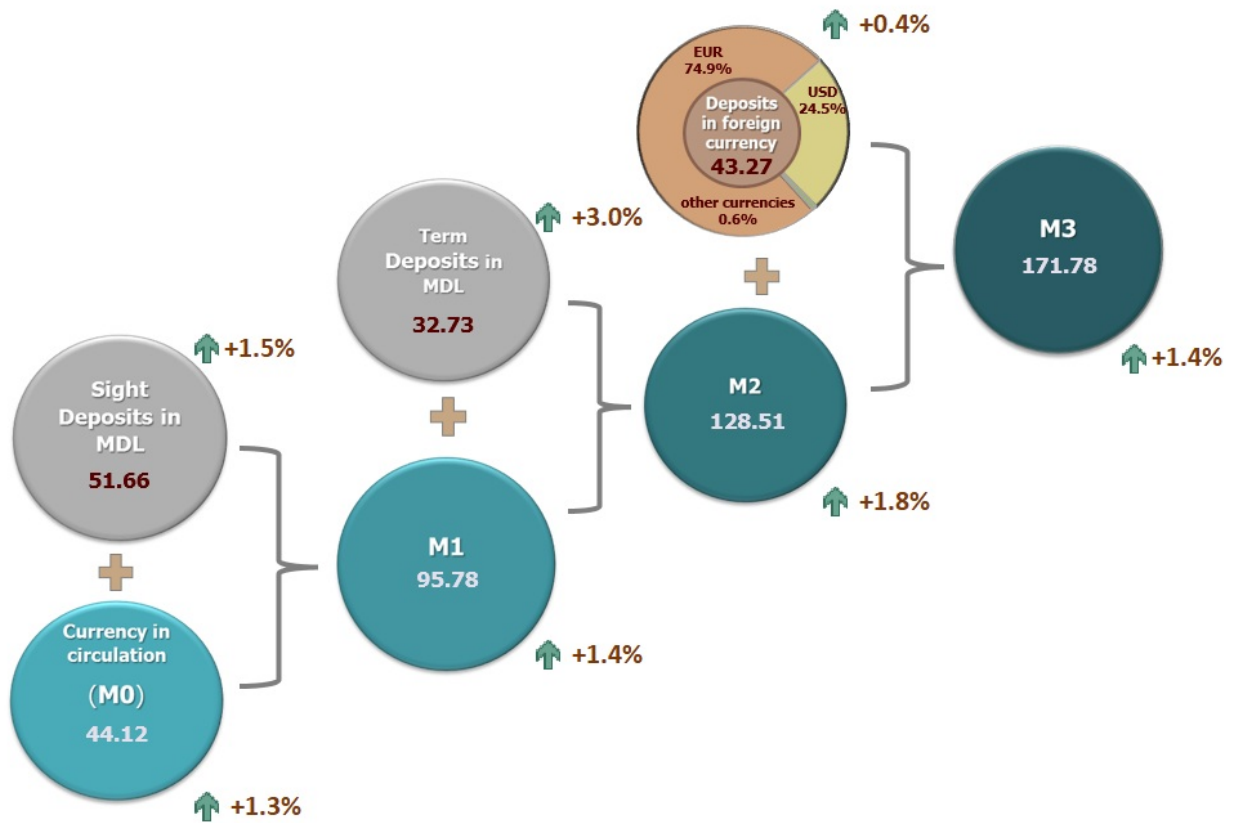 +0.4%
EUR
74.9%
USD
24.5%
Deposits
in foreign
currency
43.27
other currencies
0.6%
M3
171.78
+1.4%
+3.0%
Term
Deposits in
MDL
32.73
M2
128.51
+1.8%
+1.5%
Sight
Deposits in
MDL
51.66
M1
95.78
+1.4%
Currency in
circulation
(M0)
44.12
+1.3%